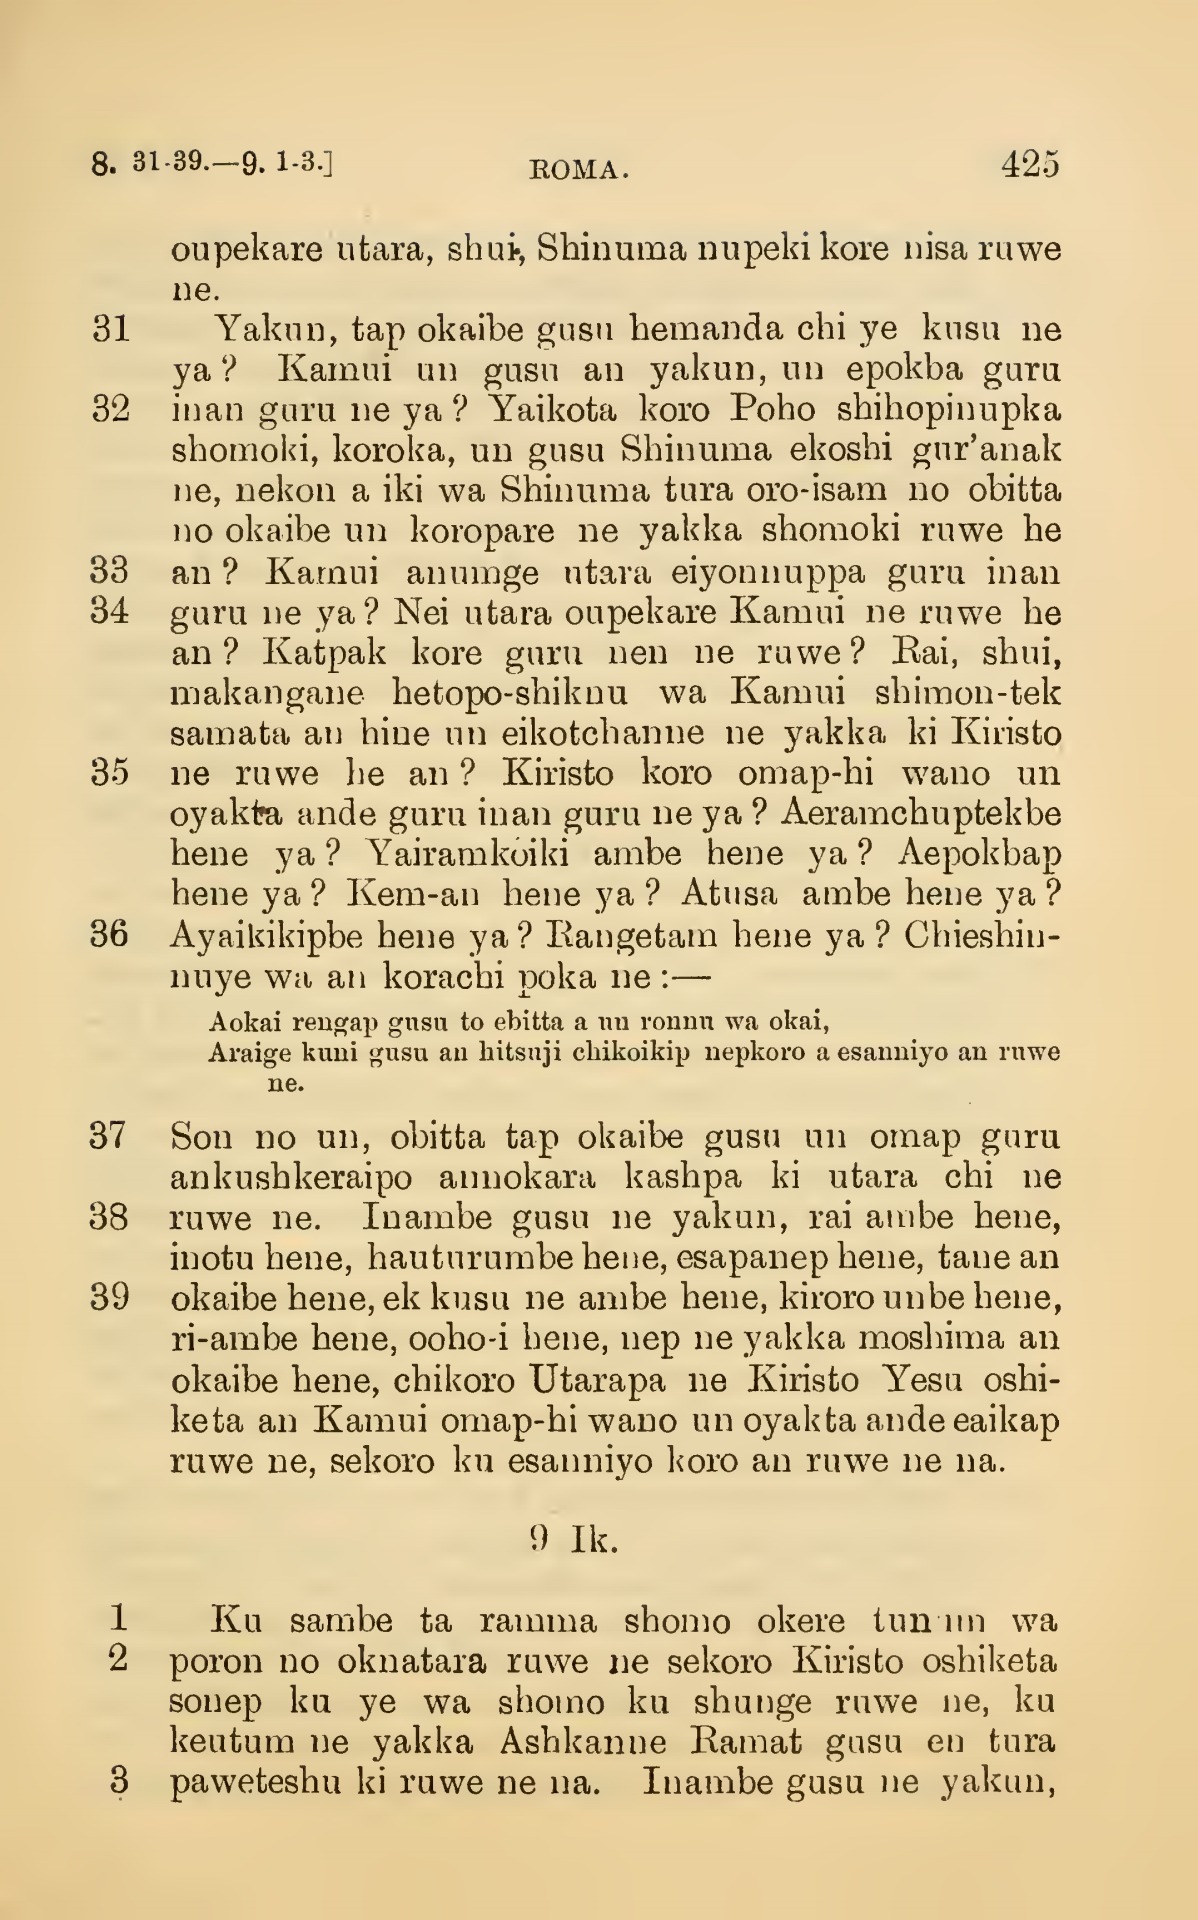 8. 31-39.—9. 1-3.] ROMA. 425
oupekare utara, shui, Shinuma nupeki kore nisa ruwe
ne.
31 Yakun, tap okaibe gusu hemanda chi ye kusu ne
ya? Kamui un gusu an yakun, un epokba guru
32 inan guru ne ya? Yaikota koro Poho shihopinupka
shomoki, koroka, un gusu Shinuma ekoshi gur'anak
ne, nekon a iki wa Shinuma tura oro-isam no obitta
no okaibe un koropare ne yakka shomoki ruwe he
33 an? Kamui anumge utara eiyonnuppa guru inan
34 guru ne ya? Nei utara oupekare Kamui ne ruwe he
an? Katpak kore guru nen ne ruwe? Rai, shui,
makangane hetopo-shiknu wa Kamui shimon-tek
samata an hine un eikotchanne ne yakka ki Kiristo
35 ne ruwe he an? Kiristo koro omap-hi wano un
oyakta ande guru inan guru ne ya? Aeramchuptekbe
hene ya? Yairamkoiki ambe hene ya? Aepokbap
hene ya? Kem-an hene ya? Atusa ambe hene ya?
36 Ayaikikipbe hene ya? Rangetam hene ya? Chieshin-
nuye wa an korachi poka ne:—
Aokai rengap gusu to ebitta a un ronnu wa okai,
Araige kuni gusu an hitsuji chikoikip nepkoro a esanniyo an ruwe
ne.
37 Son no un, obitta tap okaibe gusu un omap guru
ankushkeraipo annokara kashpa ki utara chi ne
38 ruwe ne. Inambe gusu ne yakun, rai ambe hene,
inotu hene, hauturumbe hene, esapanep hene, tane an
39 okaibe hene, ek kusu ne ambe hene, kiroro unbe hene,
ri-ambe hene, ooho-i hene, nep ne yakka moshima an
okaibe hene, chikoro Utarapa ne Kiristo Yesu oshi-
keta an Kamui omap-hi wano un oyakta ande eaikap
ruwe ne, sekoro ku esanniyo koro an ruwe ne na.
9 Ik.
1 Ku sambe ta ramma shomo okere tunun wa
2 poron no oknatara ruwe ne sekoro Kiristo oshiketa
sonep ku ye wa shomo ku shunge ruwe ne, ku
keutum ne yakka Ashkanne Ramat gusu en tura
3 paweteshu ki ruwe ne na. Inambe gusu ne yakun,